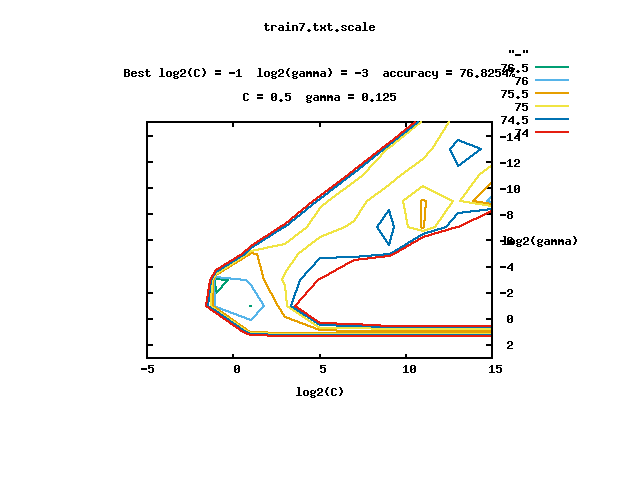 train7.txt.scale
"-"
Best log2(C) = -1  log2(gamma) = -3  accuracy = 76.8254%
76.5
76
75.5
75
74.5
74
C = 0.5  gamma = 0.125
-14
-12
-10
-8
-6
log2(gamma)
-4
-2
0
2
-5 0 5 10 15
log2(C)